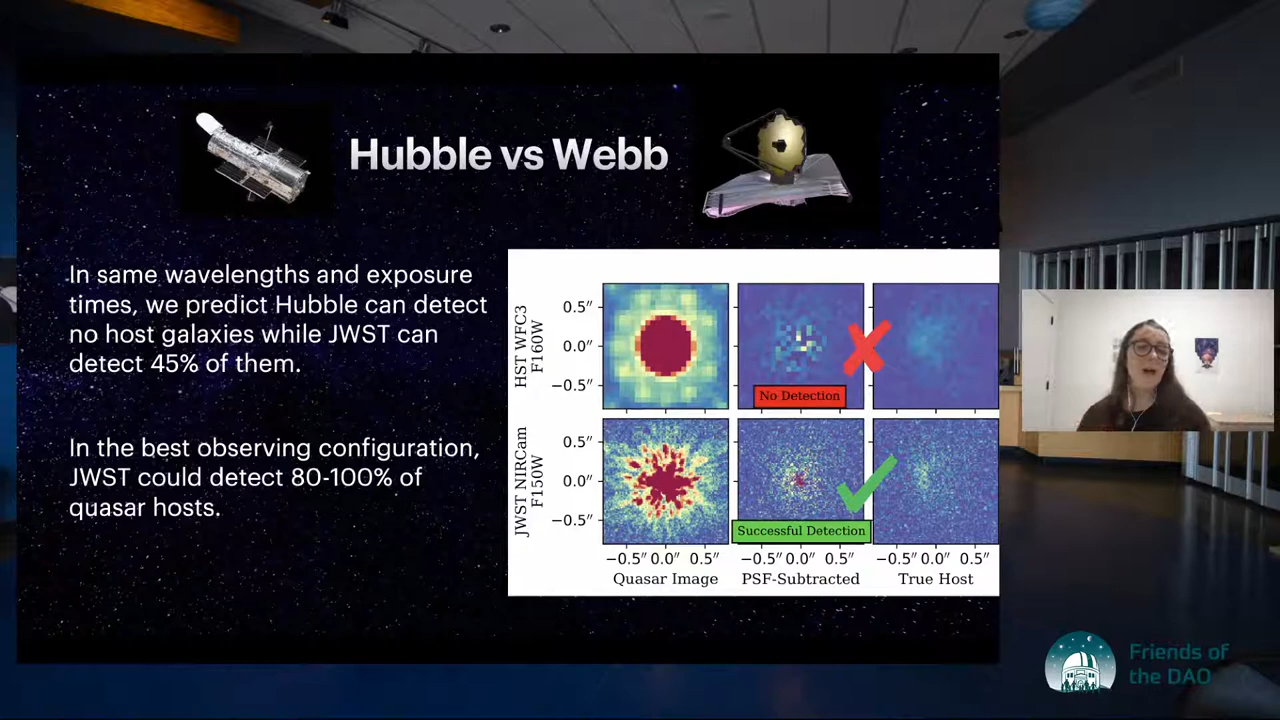 Hubble vs Webb
In same wavelengths and exposure
times, we predict Hubble can detect
no host galaxies while JWST can
detect 45% of them.
In the best observing configuration,
JWST could detect 80-100% of
quasar hosts.
HST WFC3
F160W
0.5″
0.0″
−0.5″
No Detection
JWST NIRCam
F150W
0.5″
0.0″
−0.5″
Successful Detection
−0.5″ 0.0″ 0.5″
−0.5″ 0.0″ 0.5″
−0.5″ 0.0″ 0.5″
Quasar Image
PSF-Subtracted
True Host
Friends of
the DAO